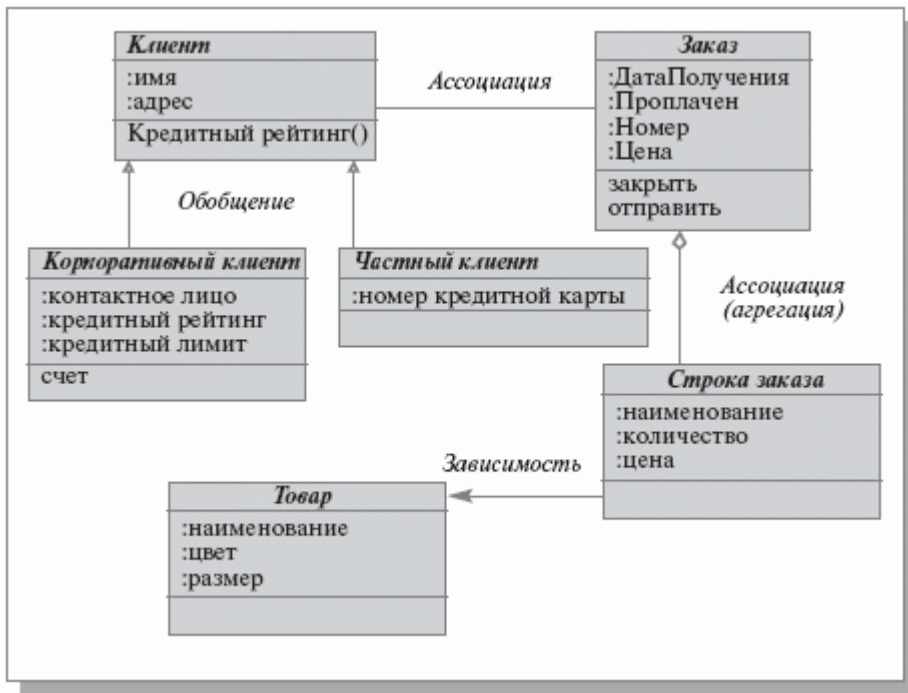 Клиент
:имя
:адрес
Кредитный рейтинг()
Ассоциация
Заказ
:ДатаПолучения
:Проплачен
:Номер
:Цена
закрыть
отправить
Обобщение
Корпоративный клиент
:контактное лицо
:кредитный рейтинг
:кредитный лимит
счет
Частный клиент
:номер кредитной карты
Ассоциация
(агрегация)
Строка заказа
:наименование
:количество
:цена
Зависимость
Товар
:наименование
:цвет
:размер